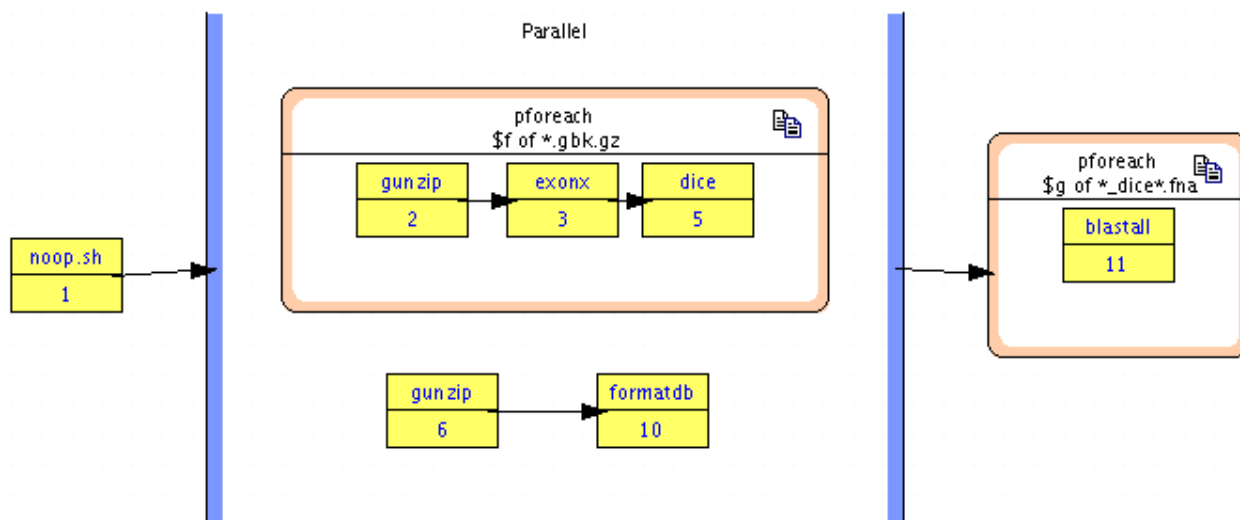 Parallel
pforeach
$f of *.gbk.gz
gunzip
2
exonx
3
dice
5
noop.sh
1
pforeach
$g of *_dice*.fna
blastall
11
gunzip
6
formatdb
10